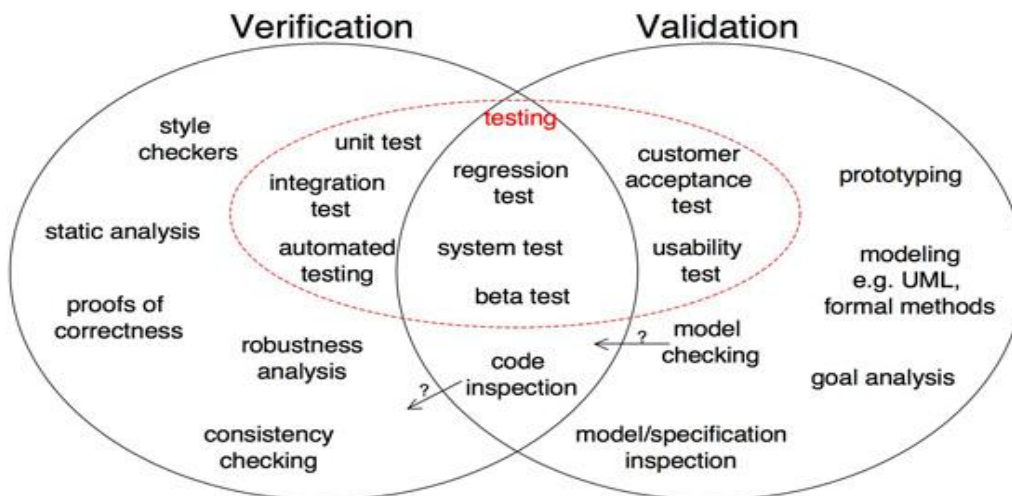 Verification
Validation
testing
style
checkers
unit test
integration
test
automated
testing
static analysis
proofs of
correctness
robustness
analysis
consistency
checking
regression
test
system test
beta test
code
inspection
?
customer
acceptance
test
usability
test
?
model
checking
model/specification
inspection
prototyping
modeling
e.g. UML,
formal methods
goal analysis